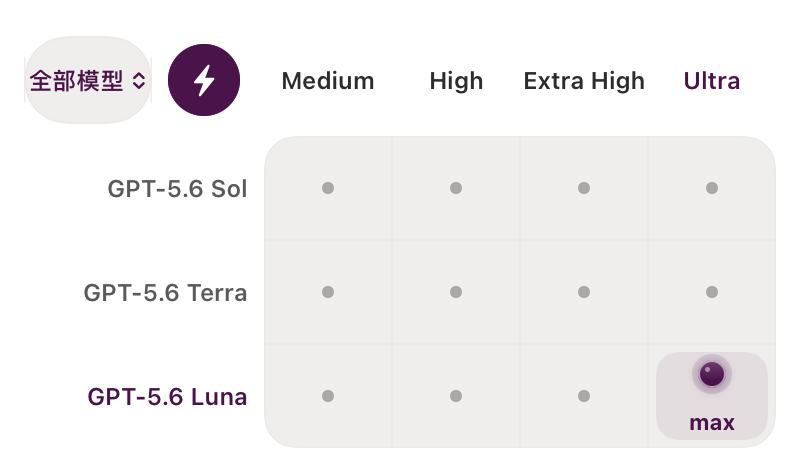 全部模型 Medium High Extra High Ultra
GPT-5.6 Sol
GPT-5.6 Terra
GPT-5.6 Luna
max